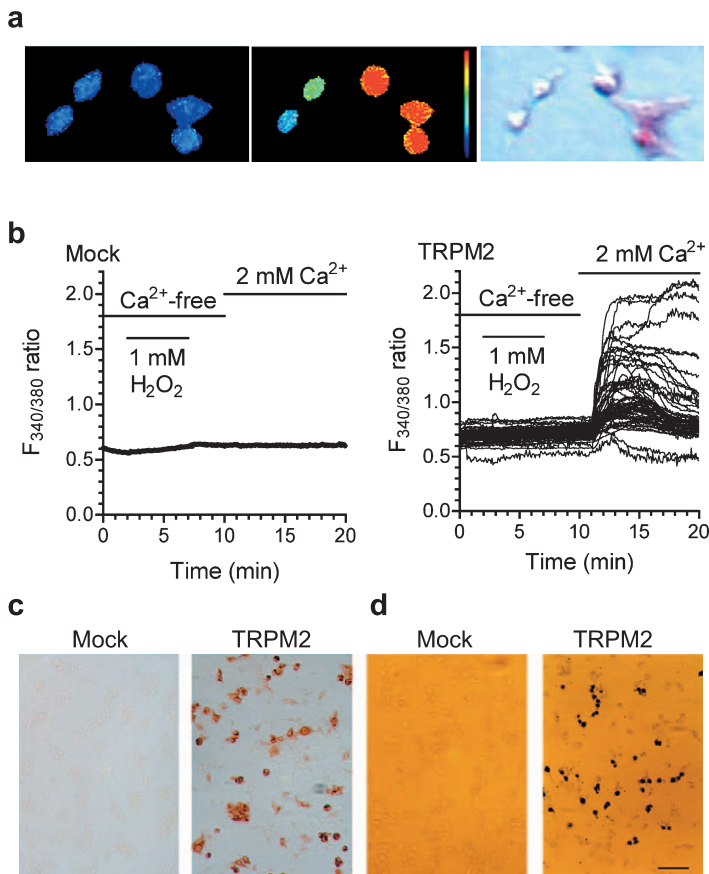 a
b
Mock
TRPM2
2 mM Ca²⁺
Ca²⁺-free
1 mM
H₂O₂
F₃₄₀/₃₈₀ ratio
2.0
1.5
1.0
0.5
0.0
0 5 10 15 20
Time (min)
2 mM Ca²⁺
Ca²⁺-free
1 mM
H₂O₂
F₃₄₀/₃₈₀ ratio
2.0
1.5
1.0
0.5
0.0
0 5 10 15 20
Time (min)
c
d
Mock
TRPM2
Mock
TRPM2